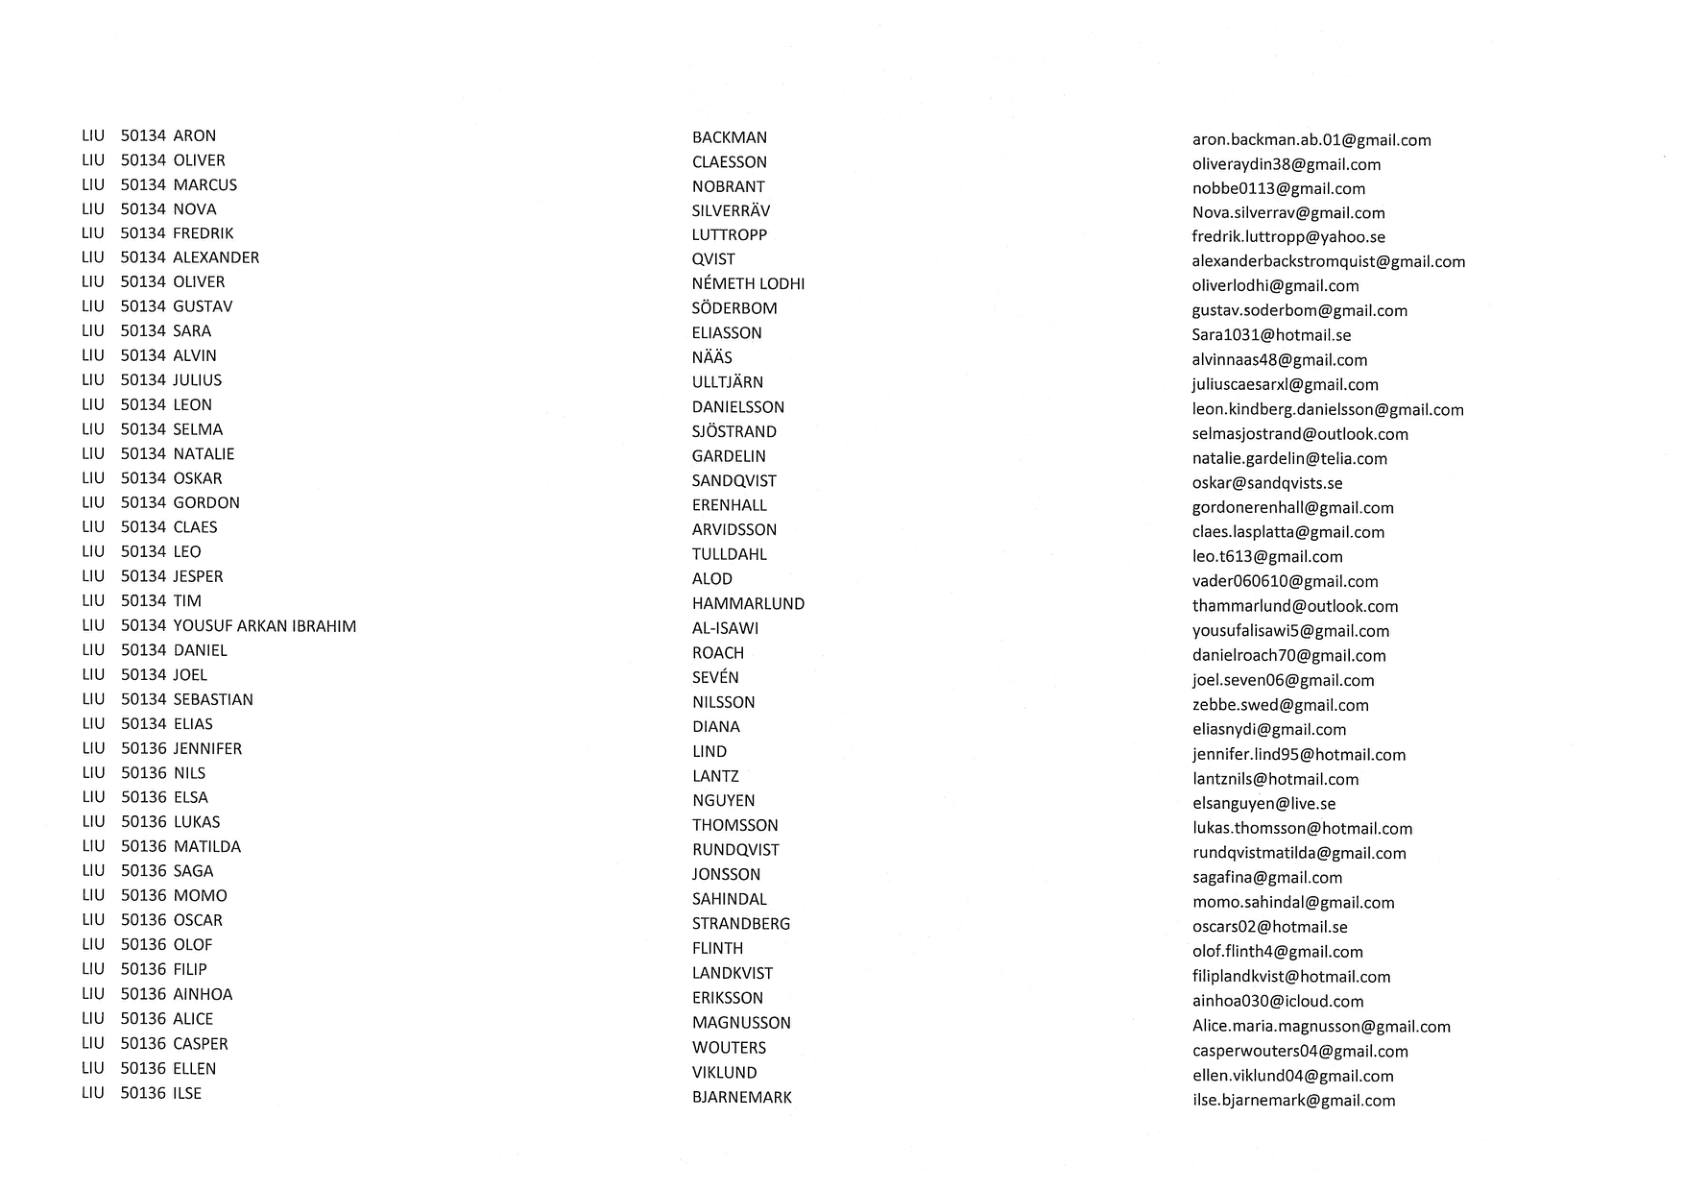 LIU 50134 ARON BACKMAN aron.backman.ab.01@gmail.com
LIU 50134 OLIVER CLAESSON oliveraydin38@gmail.com
LIU 50134 MARCUS NOBRANT nobbe0113@gmail.com
LIU 50134 NOVA SILVERRÄV Nova.silverrav@gmail.com
LIU 50134 FREDRIK LUTTROPP fredrik.luttropp@yahoo.se
LIU 50134 ALEXANDER QVIST alexanderbackstromquist@gmail.com
LIU 50134 OLIVER NÉMETH LODHI oliverlodhi@gmail.com
LIU 50134 GUSTAV SÖDERBOM gustav.soderbom@gmail.com
LIU 50134 SARA ELIASSON Sara1031@hotmail.se
LIU 50134 ALVIN NÄÄS alvinnaas48@gmail.com
LIU 50134 JULIUS ULLTJÄRN juliuscaesarxl@gmail.com
LIU 50134 LEON DANIELSSON leon.kindberg.danielsson@gmail.com
LIU 50134 SELMA SJÖSTRAND selmasjostrand@outlook.com
LIU 50134 NATALIE GARDELIN natalie.gardelin@telia.com
LIU 50134 OSKAR SANDQVIST oskar@sandqvists.se
LIU 50134 GORDON ERENHALL gordonerenhall@gmail.com
LIU 50134 CLAES ARVIDSSON claes.lasplatta@gmail.com
LIU 50134 LEO TULLDAHL leo.t613@gmail.com
LIU 50134 JESPER ALOD vader060610@gmail.com
LIU 50134 TIM HAMMARLUND thammarlund@outlook.com
LIU 50134 YOUSUF ARKAN IBRAHIM AL-ISAWI yousufalisawi5@gmail.com
LIU 50134 DANIEL ROACH danielroach70@gmail.com
LIU 50134 JOEL SEVÉN joel.seven06@gmail.com
LIU 50134 SEBASTIAN NILSSON zebbe.swed@gmail.com
LIU 50134 ELIAS DIANA eliasnydi@gmail.com
LIU 50136 JENNIFER LIND jennifer.lind95@hotmail.com
LIU 50136 NILS LANTZ lantznils@hotmail.com
LIU 50136 ELSA NGUYEN elsanguyen@live.se
LIU 50136 LUKAS THOMSSON lukas.thomsson@hotmail.com
LIU 50136 MATILDA RUNDQVIST rundqvistmatilda@gmail.com
LIU 50136 SAGA JONSSON sagafina@gmail.com
LIU 50136 MOMO SAHINDAL momo.sahindal@gmail.com
LIU 50136 OSCAR STRANDBERG oscars02@hotmail.se
LIU 50136 OLOF FLINTH olof.flinth4@gmail.com
LIU 50136 FILIP LANDKVIST filiplandkvist@hotmail.com
LIU 50136 AINHOA ERIKSSON ainhoa030@icloud.com
LIU 50136 ALICE MAGNUSSON Alice.maria.magnusson@gmail.com
LIU 50136 CASPER WOUTERS casperwouters04@gmail.com
LIU 50136 ELLEN VIKLUND ellen.viklund04@gmail.com
LIU 50136 ILSE BJARNEMARK ilse.bjarnemark@gmail.com